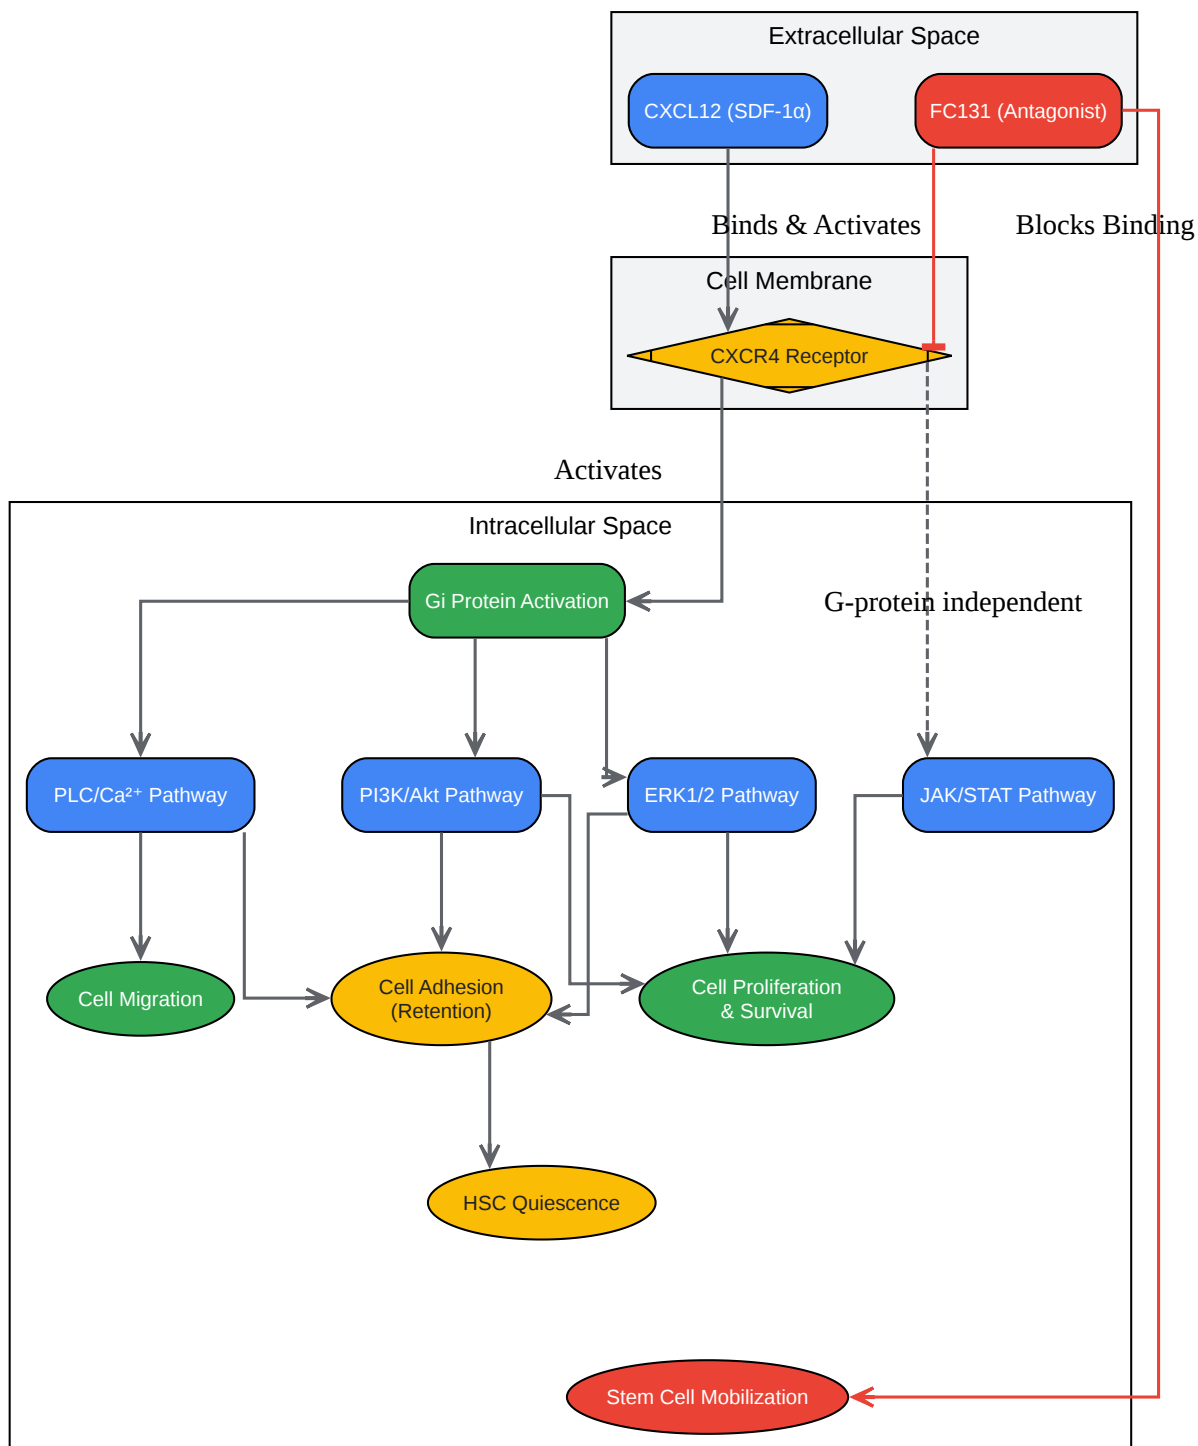 Extracellular Space
CXCL12 (SDF-1α)
FC131 (Antagonist)
Binds & Activates
Blocks Binding
Cell Membrane
CXCR4 Receptor
Activates
Intracellular Space
Gi Protein Activation
G-protein independent
PLC/Ca²⁺ Pathway
PI3K/Akt Pathway
ERK1/2 Pathway
JAK/STAT Pathway
Cell Migration
Cell Adhesion
(Retention)
Cell Proliferation
& Survival
HSC Quiescence
Stem Cell Mobilization